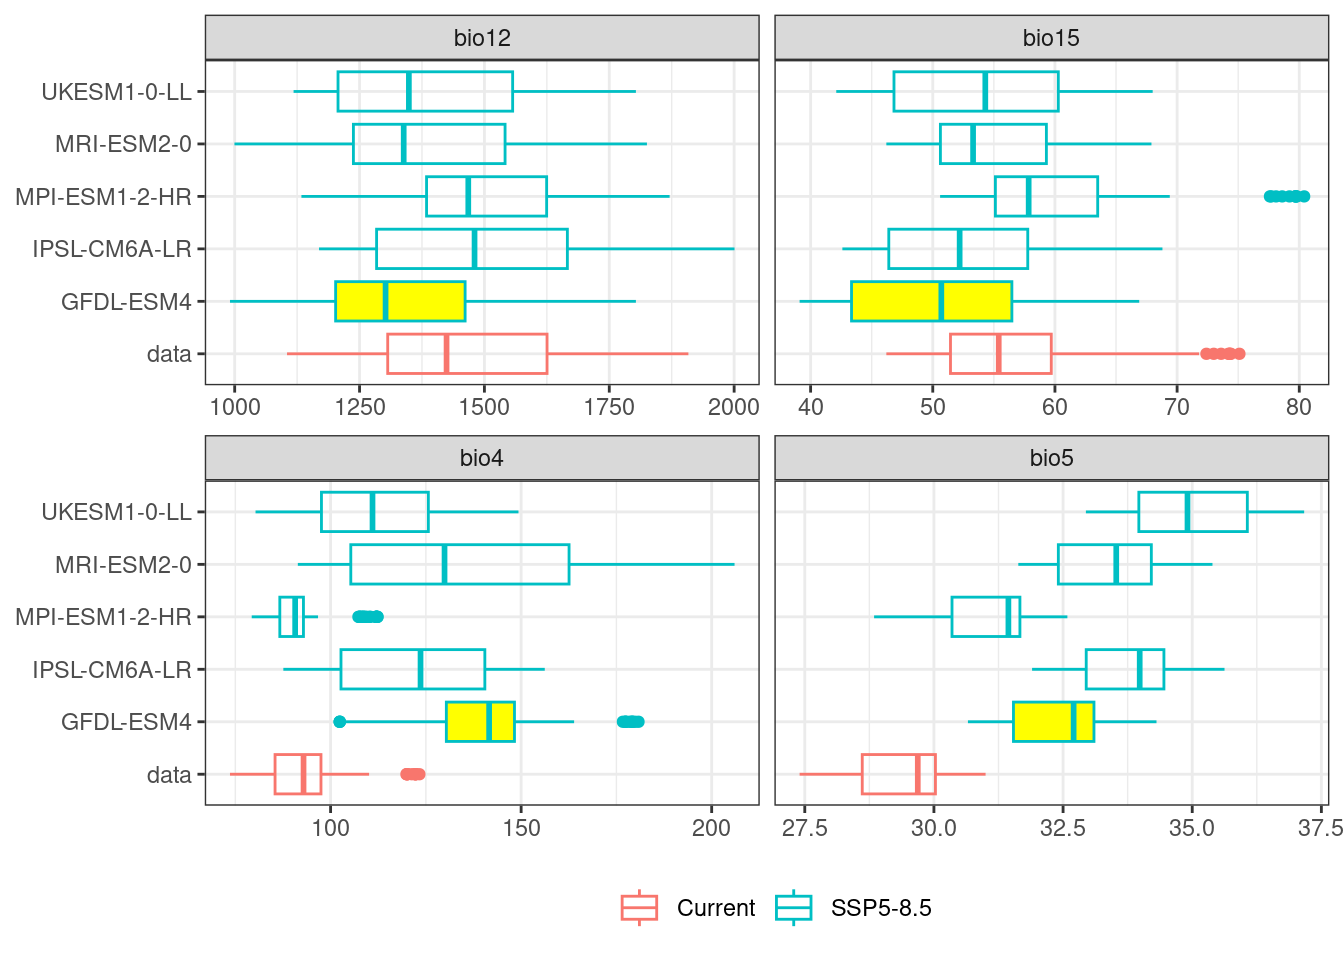 bio12 bio15
UKESM1-0-LL
MRI-ESM2-0
MPI-ESM1-2-HR
IPSL-CM6A-LR
GFDL-ESM4
data
1000 1250 1500 1750 2000 40 50 60 70 80
bio4 bio5
UKESM1-0-LL
MRI-ESM2-0
MPI-ESM1-2-HR
IPSL-CM6A-LR
GFDL-ESM4
data
100 150 200 27.5 30.0 32.5 35.0 37.5
Current SSP5-8.5